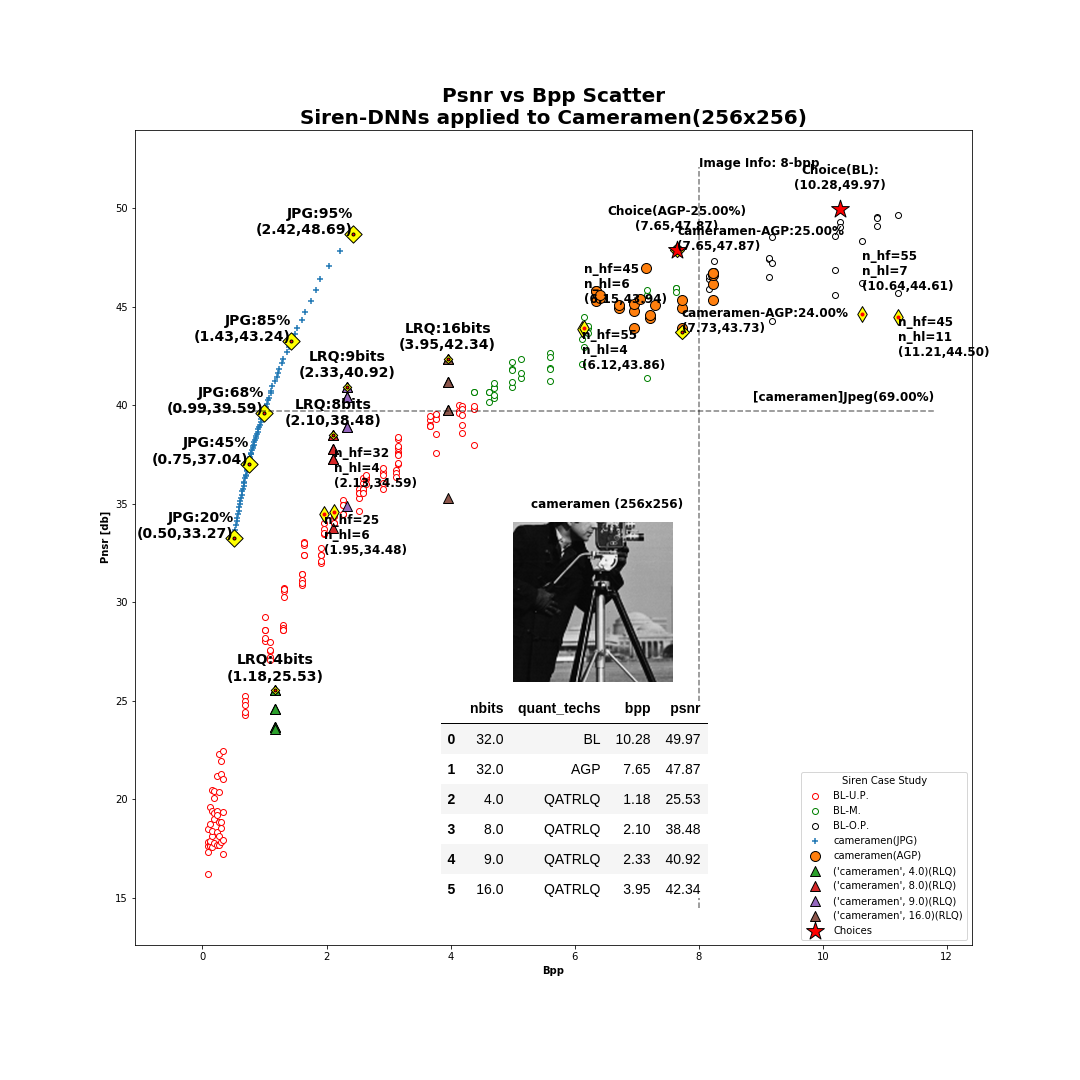 Psnr vs Bpp Scatter
Siren-DNNs applied to Cameramen(256x256)
Image Info: 8-bpp
Choice(BL):
(10.28,49.97)
JPG:95%
(2.42,48.69)
Choice(AGP-25.00%)
(7.65,47.87)
cameramen-AGP:25.00%
(7.65,47.87)
n_hf=55
n_hl=7
(10.64,44.61)
n_hf=45
n_hl=6
(6.15,43.94)
JPG:85%
(1.43,43.24)
LRQ:16bits
(3.95,42.34)
cameramen-AGP:24.00%
(7.73,43.73)
n_hf=45
n_hl=11
(11.21,44.50)
n_hf=55
n_hl=4
(6.12,43.86)
LRQ:9bits
(2.33,40.92)
JPG:68%
(0.99,39.59)
[cameramen]Jpeg(69.00%)
LRQ:8bits
(2.10,38.48)
JPG:45%
(0.75,37.04)
n_hf=32
n_hl=4
(2.13,34.59)
JPG:20%
(0.50,33.27)
n_hf=25
n_hl=6
(1.95,34.48)
cameramen (256x256)
LRQ:4bits
(1.18,25.53)
nbits quant_techs bpp psnr
0 32.0 BL 10.28 49.97
1 32.0 AGP 7.65 47.87
2 4.0 QATRLQ 1.18 25.53
3 8.0 QATRLQ 2.10 38.48
4 9.0 QATRLQ 2.33 40.92
5 16.0 QATRLQ 3.95 42.34
Siren Case Study
BL-U.P.
BL-M.
BL-O.P.
cameramen(JPG)
cameramen(AGP)
('cameramen', 4.0)(RLQ)
('cameramen', 8.0)(RLQ)
('cameramen', 9.0)(RLQ)
('cameramen', 16.0)(RLQ)
Choices
50
45
40
35
30
25
20
15
Pnsr [db]
0 2 4 6 8 10 12
Bpp